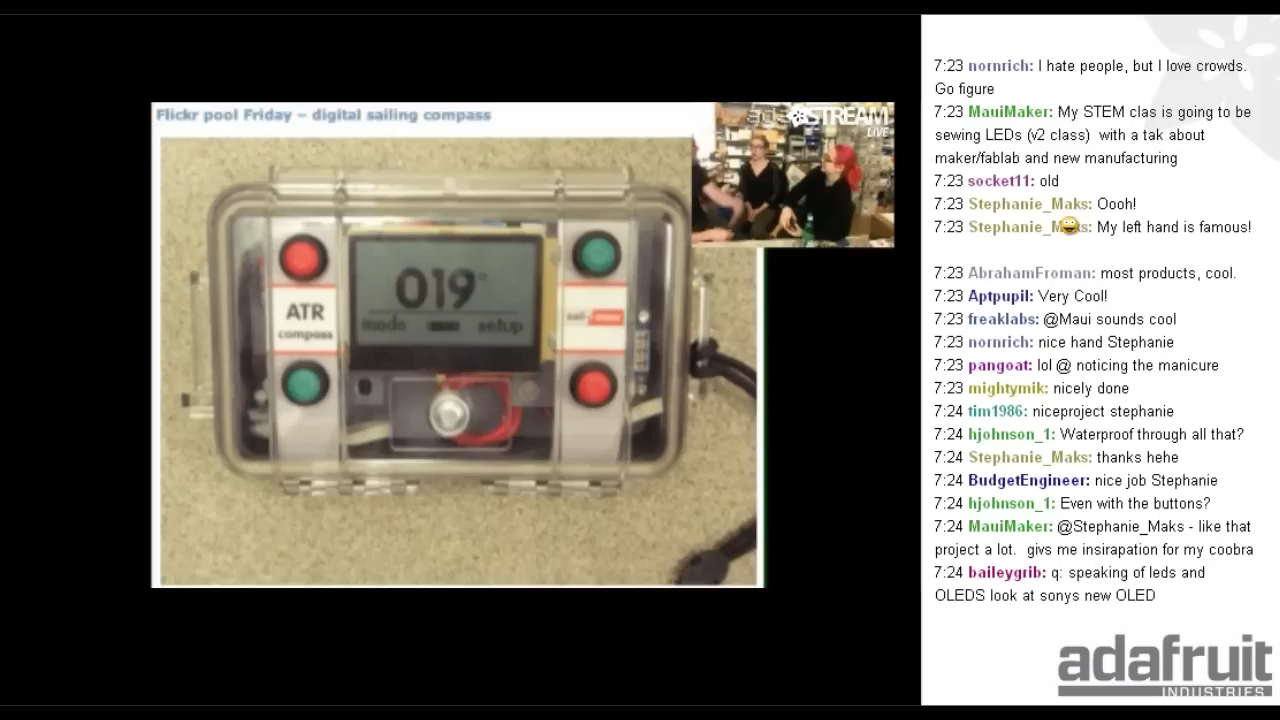 Flickr pool Friday – digital sailing compass
STREAM
LIVE
ATR
compass
019°
mode
setup
7:23 nornrich: I hate people, but I love crowds.
Go figure
7:23 MauiMaker: My STEM clas is going to be
sewing LEDs (v2 class) with a tak about
maker/fablab and new manufacturing
7:23 socket11: old
7:23 Stephanie_Maks: Oooh!
7:23 Stephanie_M ks: My left hand is famous!
7:23 AbrahamFroman: most products, cool.
7:23 Aptpupil: Very Cool!
7:23 freaklabs: @Maui sounds cool
7:23 nornrich: nice hand Stephanie
7:23 pangoat: lol @ noticing the manicure
7:23 mightymik: nicely done
7:24 tim1986: niceproject stephanie
7:24 hjohnson_1: Waterproof through all that?
7:24 Stephanie_Maks: thanks hehe
7:24 BudgetEngineer: nice job Stephanie
7:24 hjohnson_1: Even with the buttons?
7:24 MauiMaker: @Stephanie_Maks - like that
project a lot. givs me insirapation for my coobra
7:24 baileygrib: q: speaking of leds and
OLEDS look at sonys new OLED
adafruit
INDUSTRIES